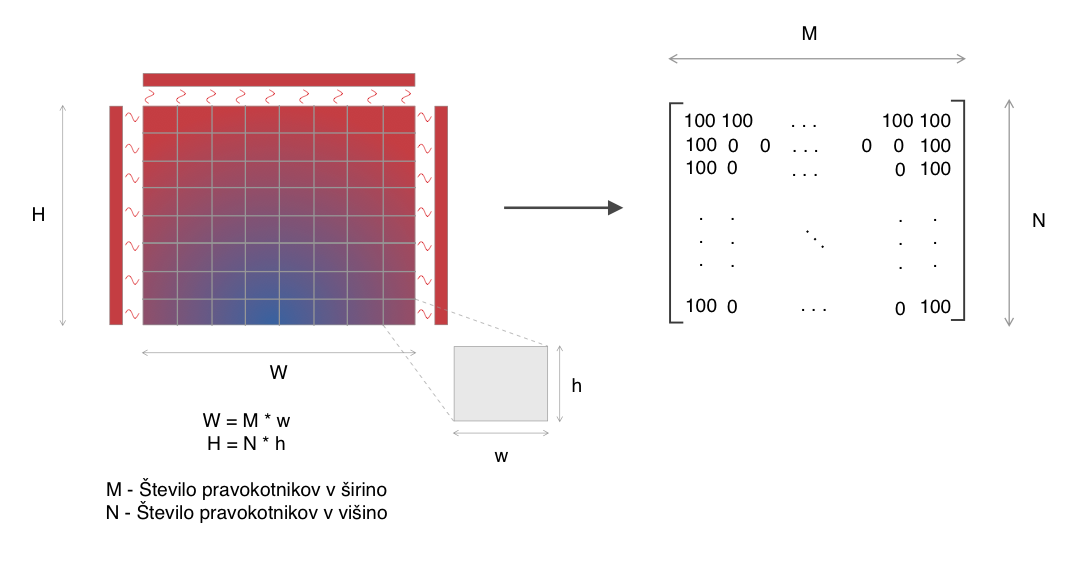 M
H
N
100 100 . . . 100 100
100 0 0 . . . 0 0 100
100 0 . . . 0 100
. . . .
. . . .
. . . .
100 0 . . . 0 100
W
h
w
W = M * w
H = N * h
M - Število pravokotnikov v širino
N - Število pravokotnikov v višino